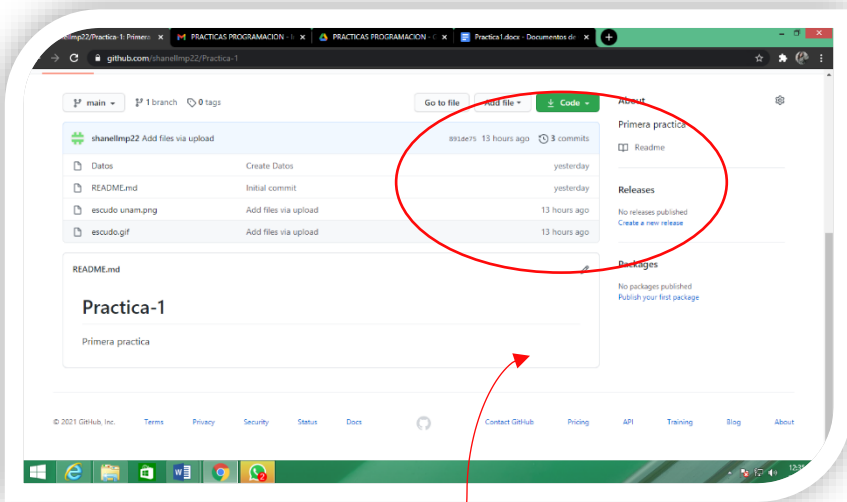 PRACTICAS PROGRAMACION
PRACTICAS PROGRAMACION
Practica1.docx - Documentos de
github.com/shanellmp22/Practica-1
main
1 branch
0 tags
Go to file
Add file
Code
About
Primera practica
Readme
shanellmp22 Add files via upload
13 hours ago
3 commits
Datos
Create Datos
yesterday
README.md
Initial commit
yesterday
escudo unam.png
Add files via upload
13 hours ago
escudo.gif
Add files via upload
13 hours ago
Releases
No releases published
Create a new release
README.md
Packages
No packages published
Publish your first package
Practica-1
Primera practica
© 2021 GitHub, Inc.
Terms
Privacy
Security
Status
Docs
Contact GitHub
Pricing
API
Training
Blog
About